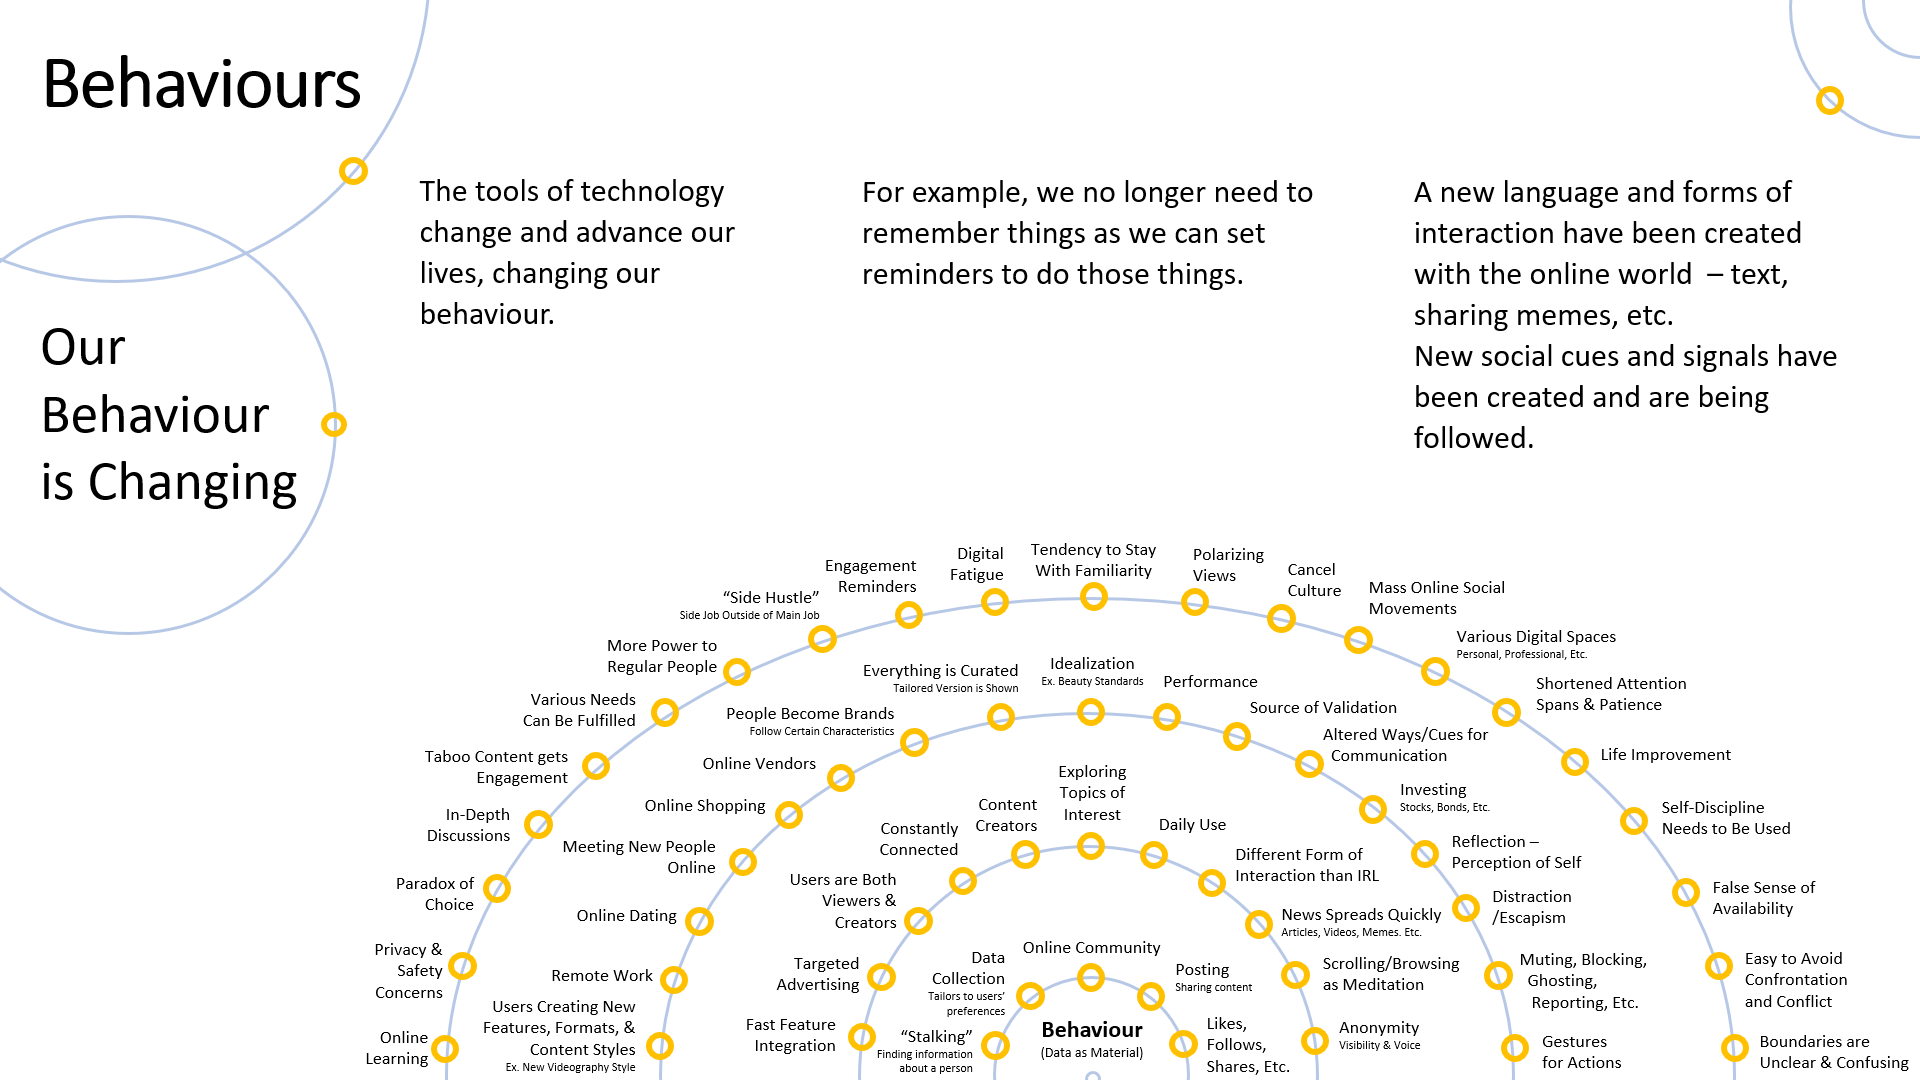 Behaviours
Our
Behaviour
is Changing
The tools of technology
change and advance our
lives, changing our
behaviour.
For example, we no longer need to
remember things as we can set
reminders to do those things.
A new language and forms of
interaction have been created
with the online world  – text,
sharing memes, etc.
New social cues and signals have
been created and are being
followed.
Online
Learning
Privacy &
Safety
Concerns
Paradox of
Choice
In-Depth
Discussions
Taboo Content gets
Engagement
Various Needs
Can Be Fulfilled
More Power to
Regular People
“Side Hustle”
Side Job Outside of Main Job
Engagement
Reminders
Digital
Fatigue
Tendency to Stay
With Familiarity
Polarizing
Views
Cancel
Culture
Mass Online Social
Movements
Various Digital Spaces
Personal, Professional, Etc.
Shortened Attention
Spans & Patience
Life Improvement
Self-Discipline
Needs to Be Used
False Sense of
Availability
Easy to Avoid
Confrontation
and Conflict
Boundaries are
Unclear & Confusing
Users Creating New
Features, Formats, &
Content Styles
Ex. New Videography Style
Remote Work
Online Dating
Meeting New People
Online
Online Shopping
Online Vendors
People Become Brands
Follow Certain Characteristics
Everything is Curated
Tailored Version is Shown
Idealization
Ex. Beauty Standards
Performance
Source of Validation
Altered Ways/Cues for
Communication
Investing
Stocks, Bonds, Etc.
Reflection –
Perception of Self
Distraction
/Escapism
Muting, Blocking,
Ghosting,
Reporting, Etc.
Gestures
for Actions
Fast Feature
Integration
Targeted
Advertising
Users are Both
Viewers &
Creators
Constantly
Connected
Content
Creators
Exploring
Topics of
Interest
Daily Use
Different Form of
Interaction than IRL
News Spreads Quickly
Articles, Videos, Memes. Etc.
Scrolling/Browsing
as Meditation
Anonymity
Visibility & Voice
“Stalking”
Finding information
about a person
Data
Collection
Tailors to users’
preferences
Online Community
Posting
Sharing content
Likes,
Follows,
Shares, Etc.
Behaviour
(Data as Material)